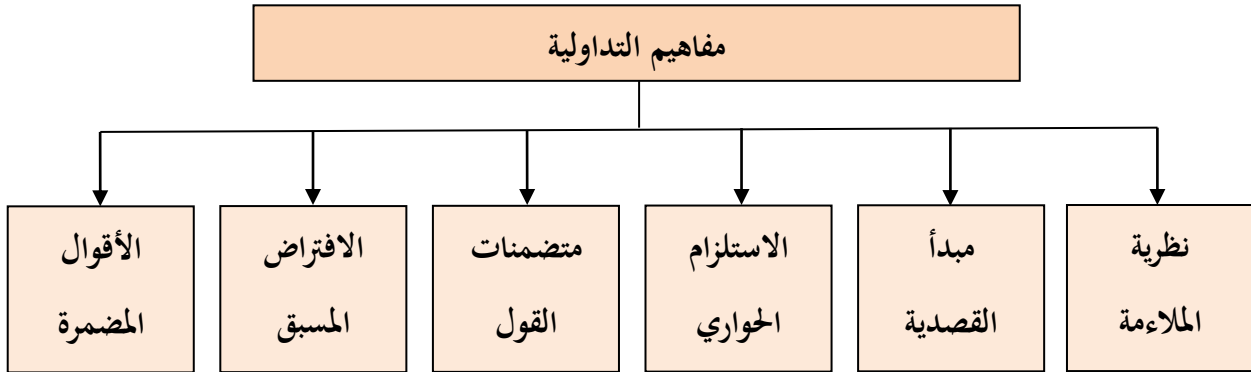 مفاهيم التداولية
نظرية
الملاءمة
مبدأ
القصدية
الاستلزام
الحواري
متضمنات
القول
الافتراض
المسبق
الأقوال
المضمرة